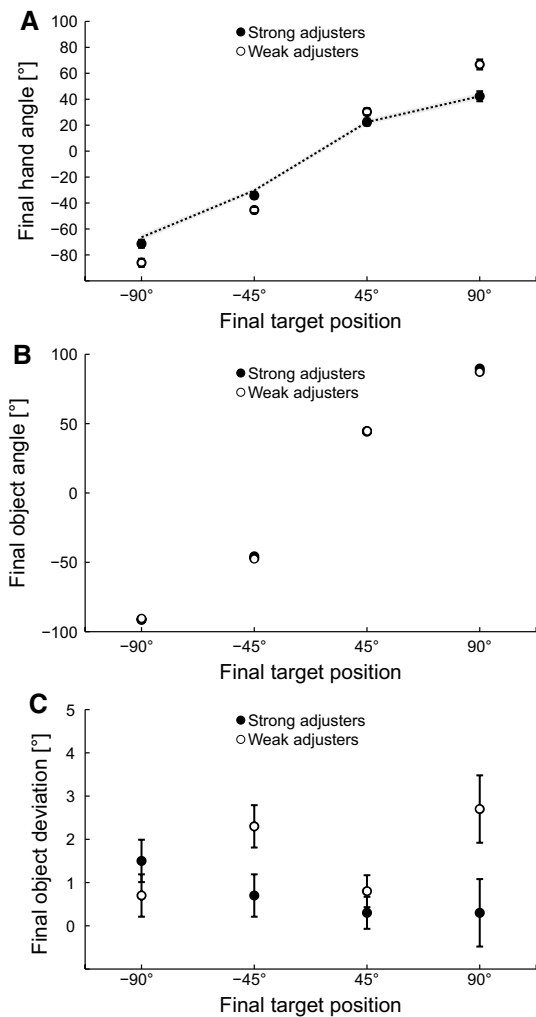 A
Final hand angle [°]
100
80
60
40
20
0
−20
−40
−60
−80
Strong adjusters
Weak adjusters
−90°
−45°
45°
90°
Final target position
B
Final object angle [°]
100
50
0
−50
−100
Strong adjusters
Weak adjusters
−90°
−45°
45°
90°
Final target position
C
Final object deviation [°]
5
4
3
2
1
0
Strong adjusters
Weak adjusters
−90°
−45°
45°
90°
Final target position